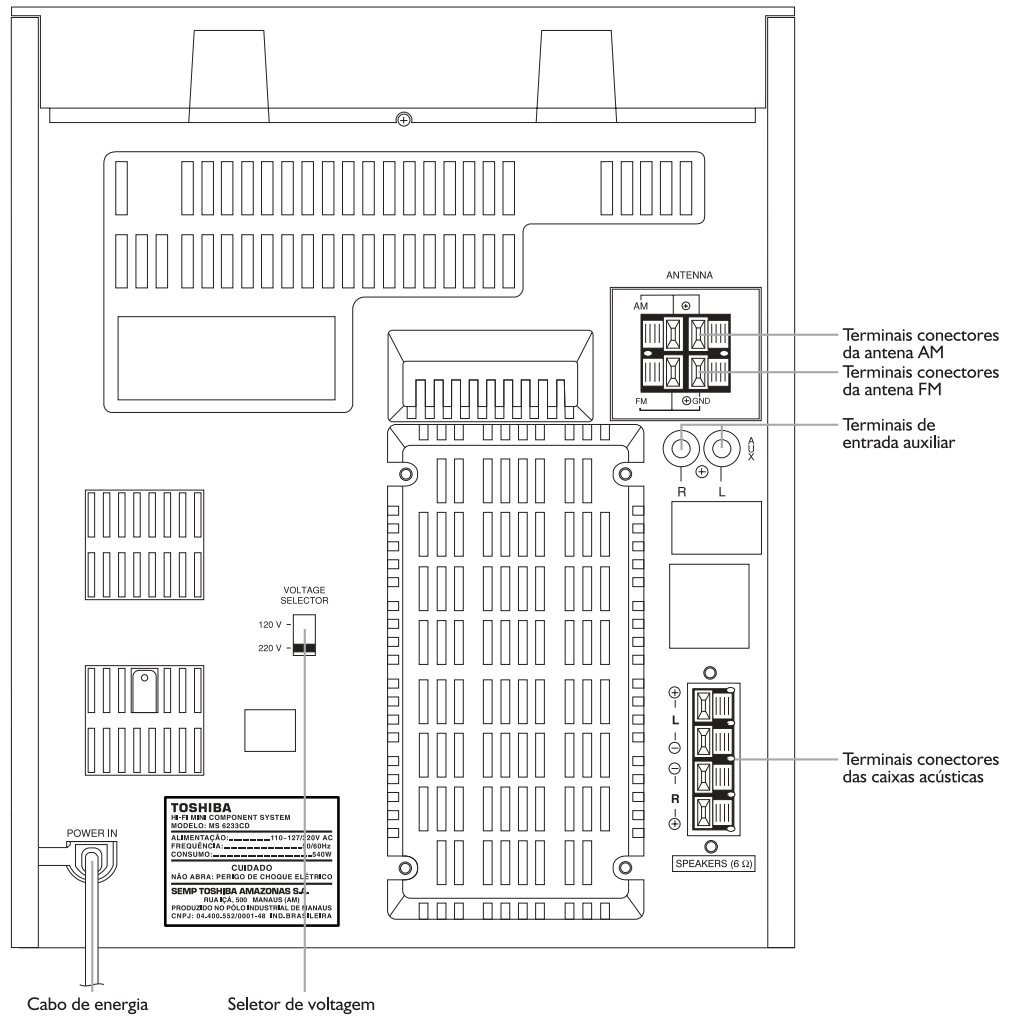 ANTENNA
AM
FM
GND
Terminais conectores
da antena AM
Terminais conectores
da antena FM
Terminais de
entrada auxiliar
AUX
R L
VOLTAGE
SELECTOR
120 V –
220 V –
+
L
–
–
R
+
Terminais conectores
das caixas acústicas
SPEAKERS (6 Ω)
POWER IN
TOSHIBA
HI-FI MINI COMPONENT SYSTEM
MODELO: MS 6233CD
ALIMENTAÇÃO:110~127/220V AC
FREQUÊNCIA:50/60Hz
CONSUMO:540W
CUIDADO
NÃO ABRA: PERIGO DE CHOQUE ELÉTRICO
SEMP TOSHIBA AMAZONAS S.A.
RUA IÇÁ, 500 MANAUS (AM)
PRODUZIDO NO PÓLO INDUSTRIAL DE MANAUS
CNPJ: 04.400.552/0001-48 IND.BRASILEIRA
Cabo de energia
Seletor de voltagem